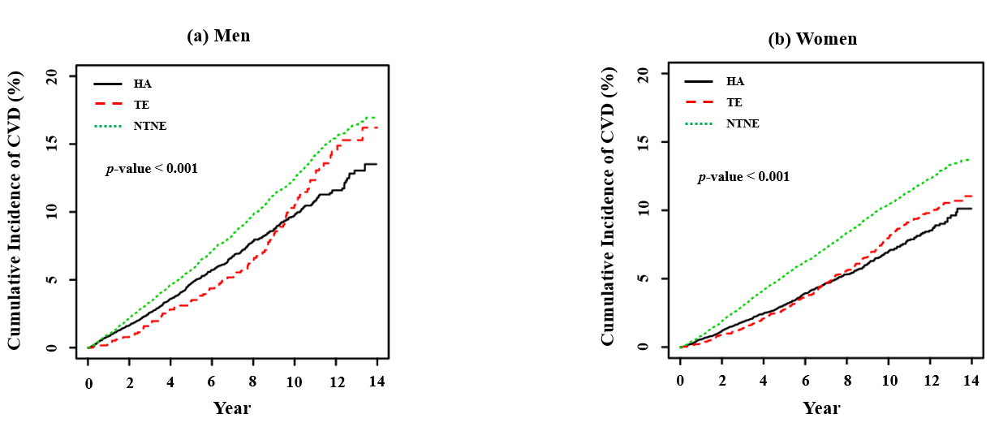 (a) Men
Cumulative Incidence of CVD (%)
20
15
10
5
0
HA
TE
NTNE
p-value < 0.001
0 2 4 6 8 10 12 14
Year
(b) Women
Cumulative Incidence of CVD (%)
20
15
10
5
0
HA
TE
NTNE
p-value < 0.001
0 2 4 6 8 10 12 14
Year